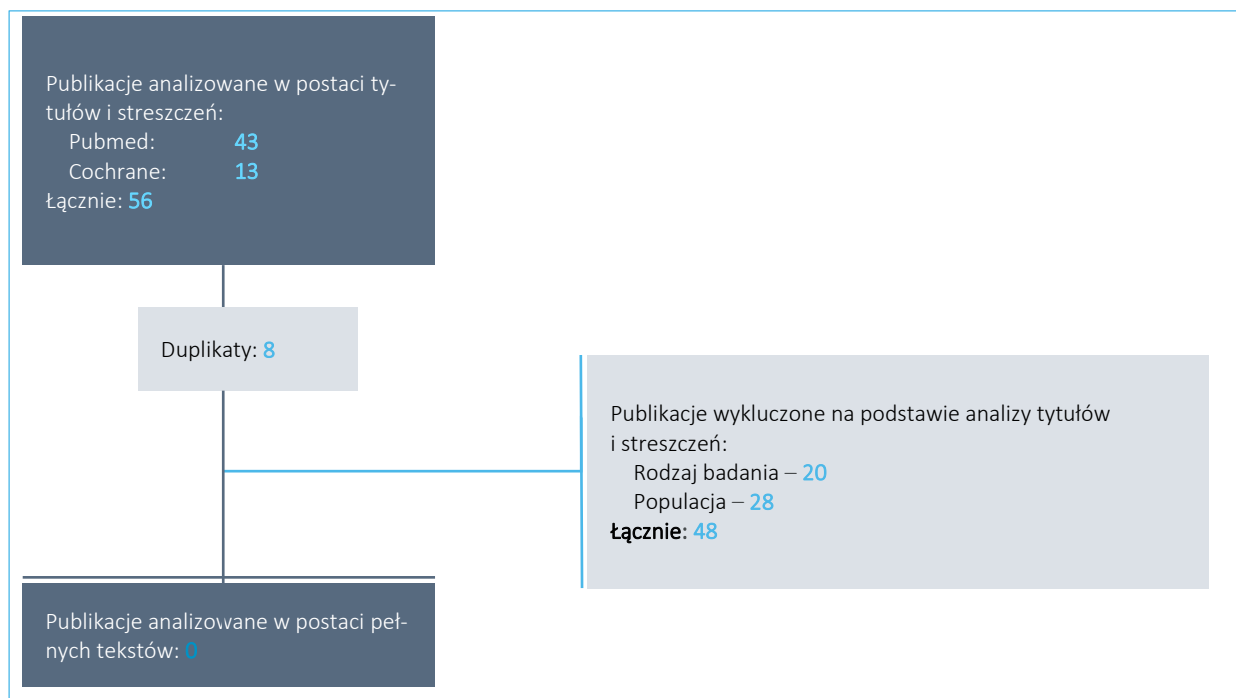 Publikacje analizowane w postaci ty-
tułów i streszczeń:
Pubmed: 43
Cochrane: 13
Łącznie: 56
Duplikaty: 8
Publikacje wykluczone na podstawie analizy tytułów
i streszczeń:
Rodzaj badania – 20
Populacja – 28
Łącznie: 48
Publikacje analizowane w postaci peł-
nych tekstów: 0